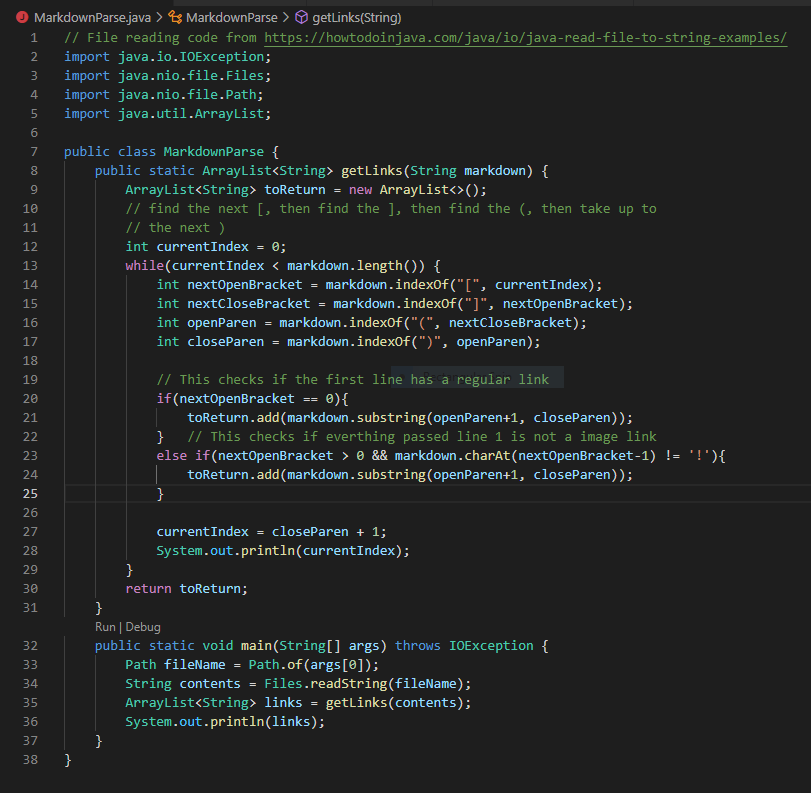 MarkdownParse.java > MarkdownParse > getLinks(String)
1 // File reading code from https://howtodoinjava.com/java/io/java-read-file-to-string-examples/
2 import java.io.IOException;
3 import java.nio.file.Files;
4 import java.nio.file.Path;
5 import java.util.ArrayList;
6
7 public class MarkdownParse {
8     public static ArrayList<String> getLinks(String markdown) {
9         ArrayList<String> toReturn = new ArrayList<>();
10         // find the next [, then find the ], then find the (, then take up to
11         // the next )
12         int currentIndex = 0;
13         while(currentIndex < markdown.length()) {
14             int nextOpenBracket = markdown.indexOf("[", currentIndex);
15             int nextCloseBracket = markdown.indexOf("]", nextOpenBracket);
16             int openParen = markdown.indexOf("(", nextCloseBracket);
17             int closeParen = markdown.indexOf(")", openParen);
18
19             // This checks if the first line has a regular link
20             if(nextOpenBracket == 0){
21                 toReturn.add(markdown.substring(openParen+1, closeParen));
22             }   // This checks if everthing passed line 1 is not a image link
23             else if(nextOpenBracket > 0 && markdown.charAt(nextOpenBracket-1) != '!'){
24                 toReturn.add(markdown.substring(openParen+1, closeParen));
25             }
26
27             currentIndex = closeParen + 1;
28             System.out.println(currentIndex);
29         }
30         return toReturn;
31     }
Run | Debug
32     public static void main(String[] args) throws IOException {
33         Path fileName = Path.of(args[0]);
34         String contents = Files.readString(fileName);
35         ArrayList<String> links = getLinks(contents);
36         System.out.println(links);
37     }
38 }